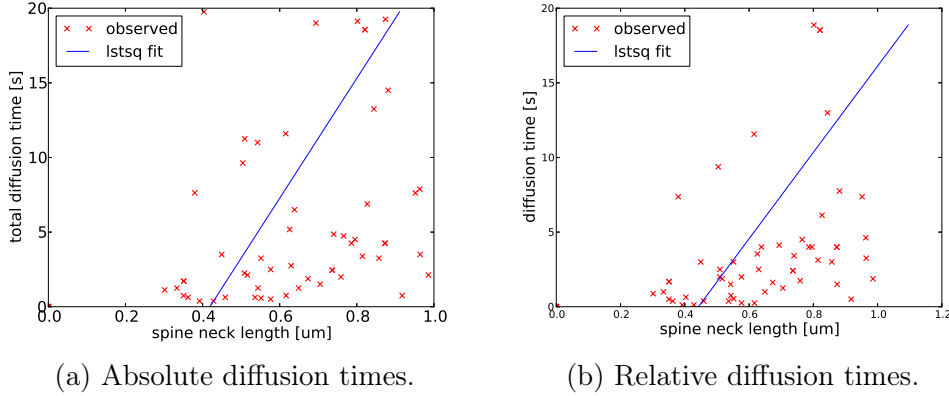 20
15
10
5
0
total diffusion time [s]
× × observed
lstsq fit
0.0 0.2 0.4 0.6 0.8 1.0
spine neck length [um]
(a) Absolute diffusion times.
20
15
10
5
0
diffusion time [s]
× × observed
lstsq fit
0.0 0.2 0.4 0.6 0.8 1.0 1.2
spine neck length [um]
(b) Relative diffusion times.